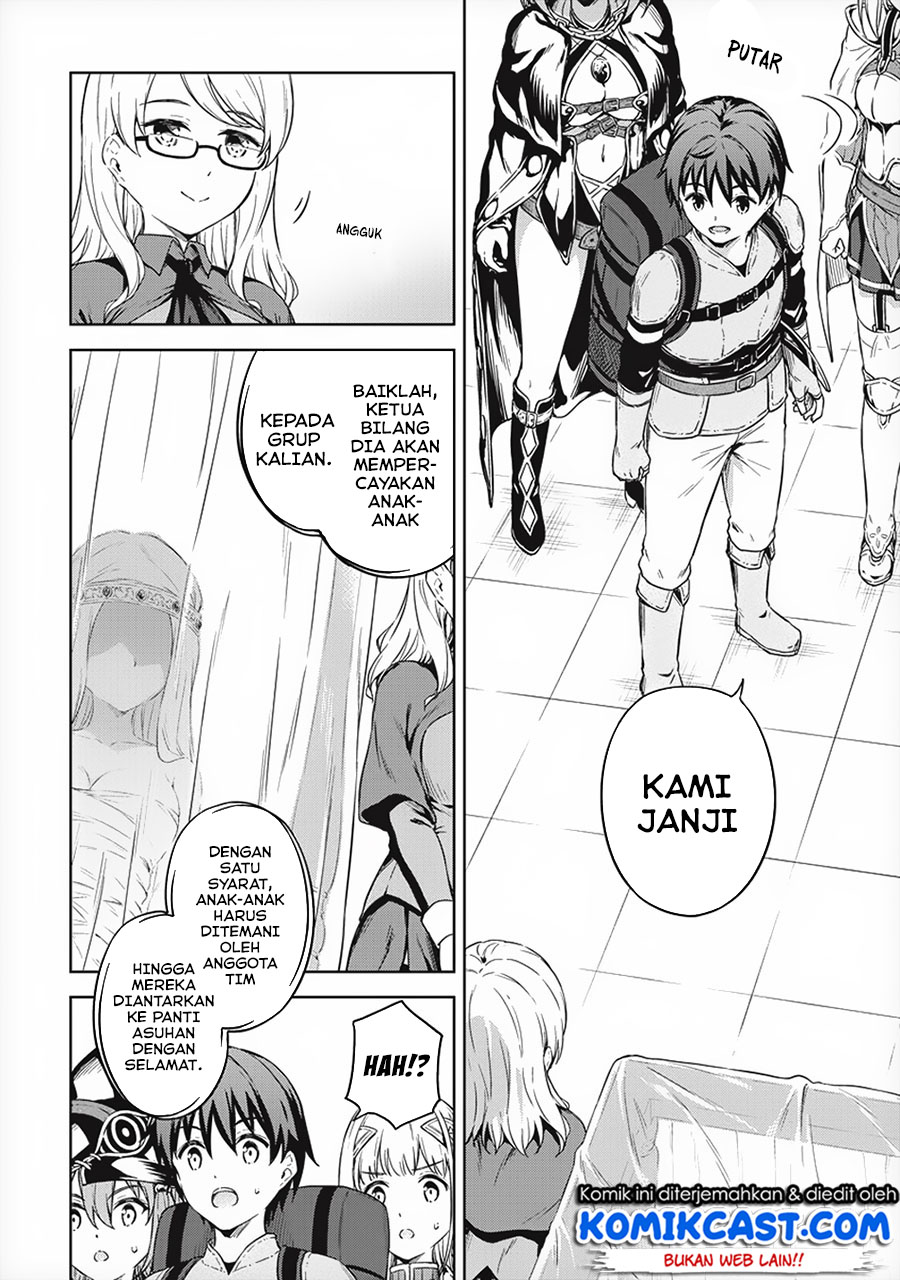 PUTAR
KAMI
JANJI
ANGGUK
BAIKLAH,
KETUA
BILANG
DIA AKAN
MEMPER-
CAYAKAN
ANAK-
ANAK
KEPADA
GRUP
KALIAN.
DENGAN
SATU
SYARAT,
ANAK-ANAK
HARUS
DITEMANI
OLEH
ANGGOTA
TIM
HINGGA
MEREKA
DIANTARKAN
KE PANTI
ASUHAN
DENGAN
SELAMAT.
HAH!?
Komik ini diterjemahkan & diedit oleh
KOMIKCAST.COM
BUKAN WEB LAIN!!